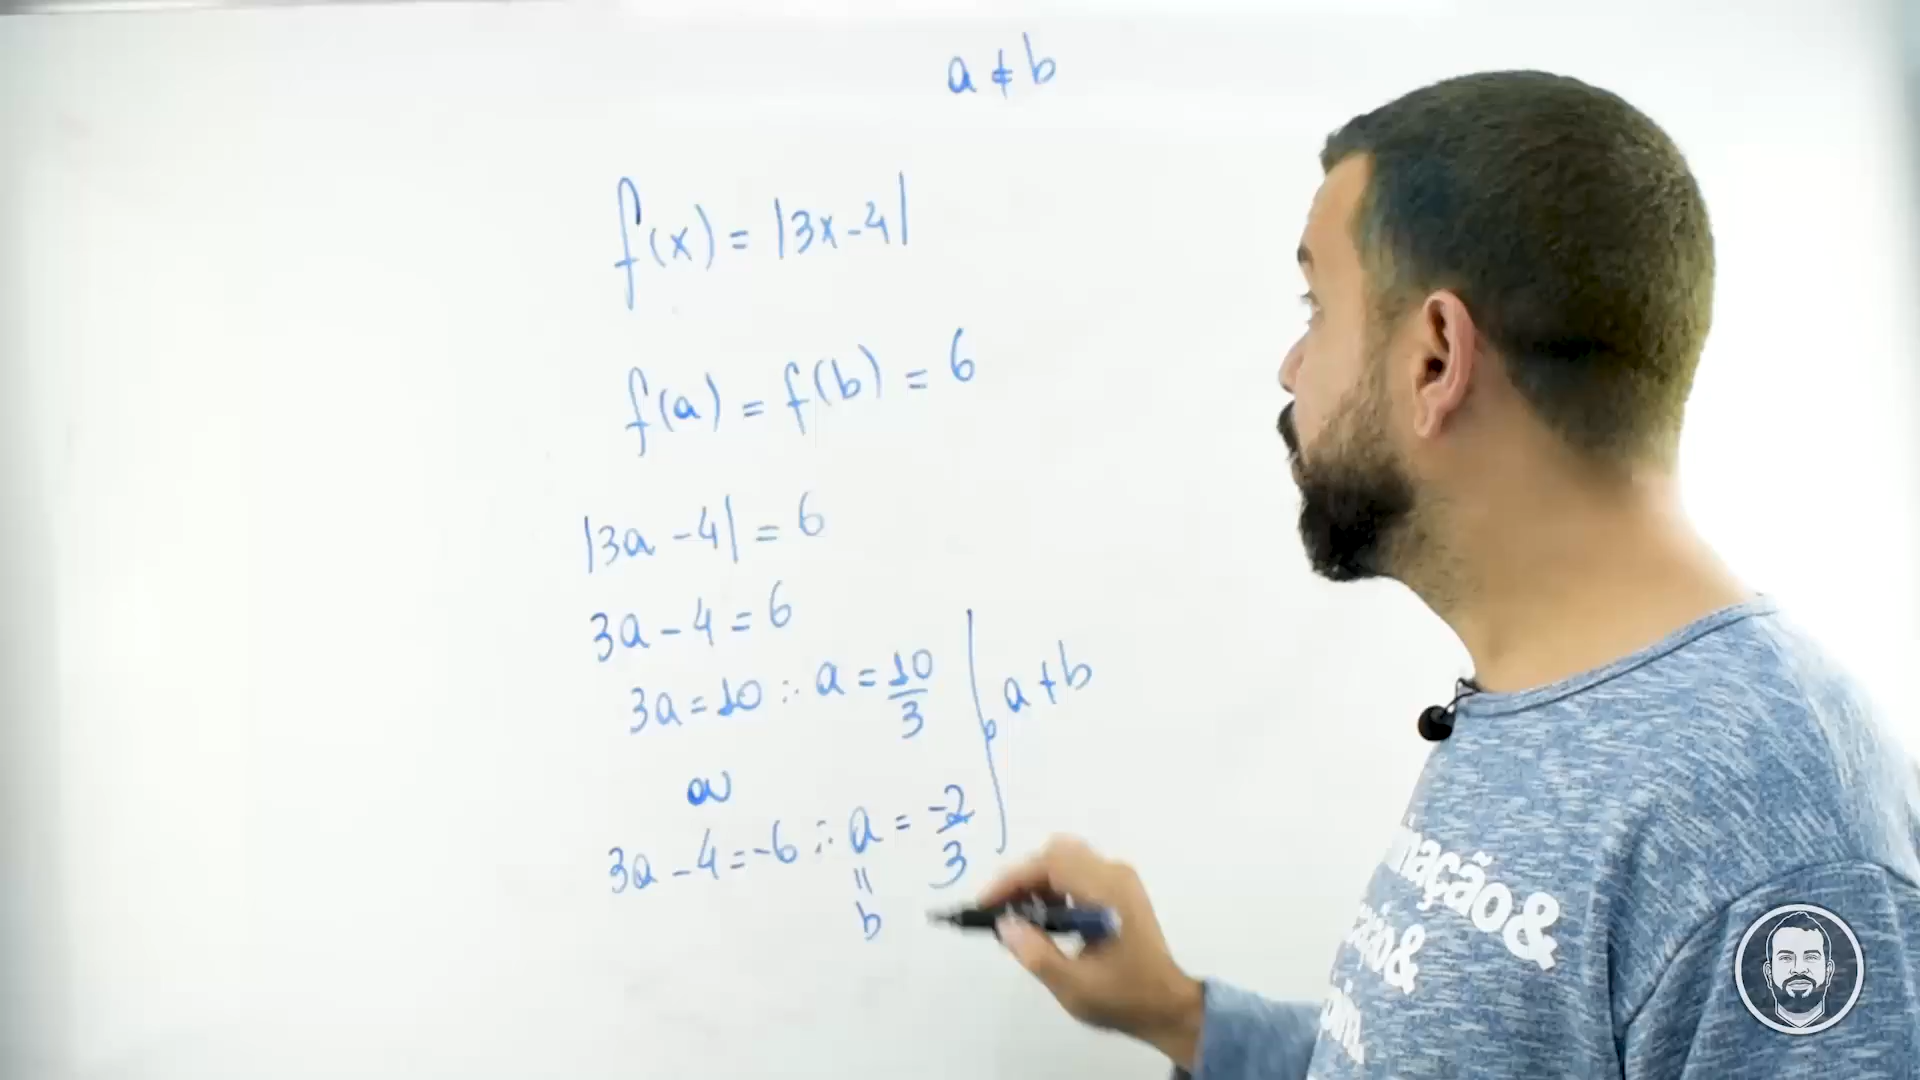 a ≠ b
f(x) = |3x-4|
f(a) = f(b) = 6
|3a - 4| = 6
3a - 4 = 6
3a = 10 ∴ a = 10/3
a + b
ou
3a - 4 = -6 ∴ a = -2/3
=
b